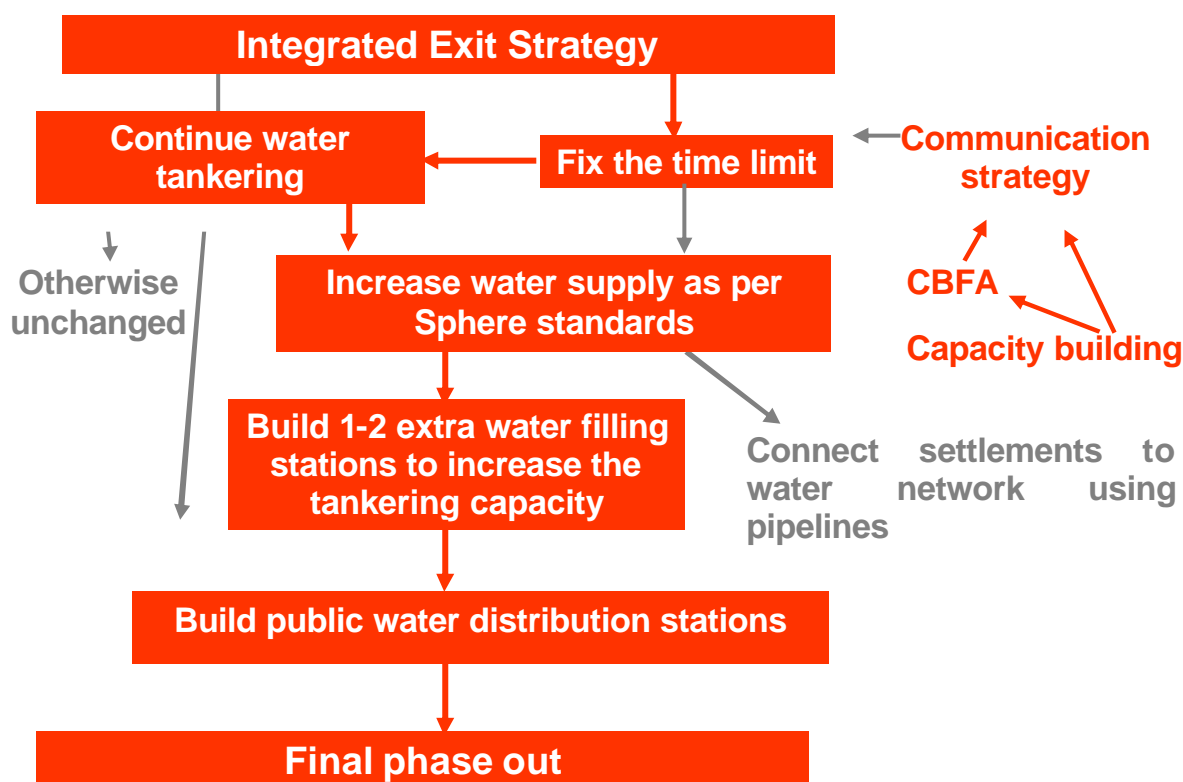 Integrated Exit Strategy
Continue water
tankering
Fix the time limit
Communication
strategy
Otherwise
unchanged
Increase water supply as per
Sphere standards
CBFA
Capacity building
Build 1-2 extra water filling
stations to increase the
tankering capacity
Connect settlements to
water network using
pipelines
Build public water distribution stations
Final phase out